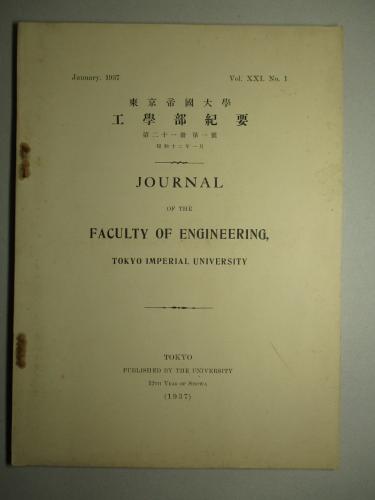 January, 1937
Vol. XXI. No. 1
東京帝國大學
工學部紀要
第二十一冊第一號
昭和十二年一月
JOURNAL
OF THE
FACULTY OF ENGINEERING,
TOKYO IMPERIAL UNIVERSITY
TOKYO
PUBLISHED BY THE UNIVERSITY
12TH YEAR OF SHOWA
(1937)